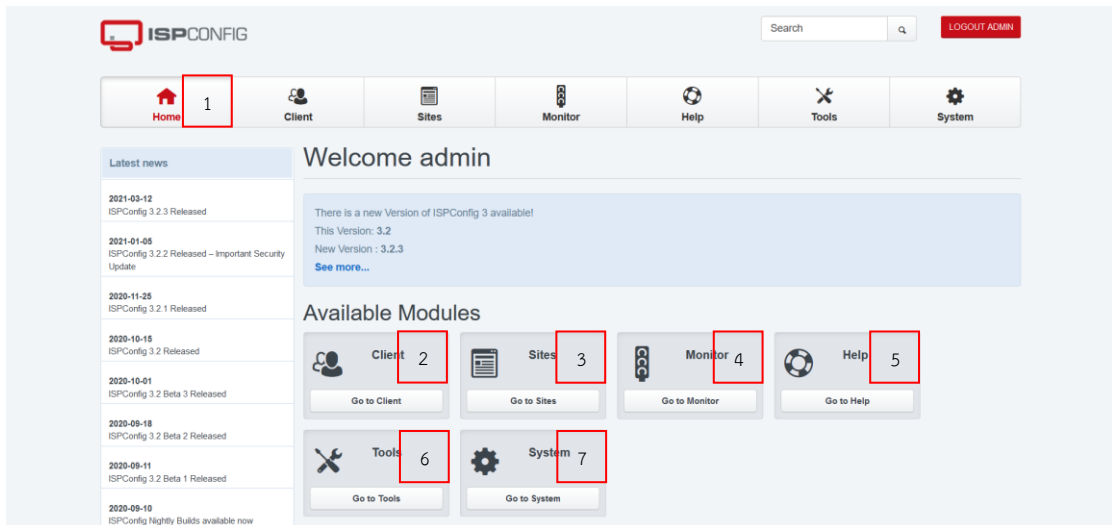 ISPCONFIG
Search
LOGOUT ADMIN
Home
1
Client
Sites
Monitor
Help
Tools
System
Latest news
2021-03-12
ISPConfig 3.2.3 Released
2021-01-05
ISPConfig 3.2.2 Released – Important Security
Update
2020-11-25
ISPConfig 3.2.1 Released
2020-10-15
ISPConfig 3.2 Released
2020-10-01
ISPConfig 3.2 Beta 3 Released
2020-09-18
ISPConfig 3.2 Beta 2 Released
2020-09-11
ISPConfig 3.2 Beta 1 Released
2020-09-10
ISPConfig Nightly Builds available now
Welcome admin
There is a new Version of ISPConfig 3 available!
This Version: 3.2
New Version : 3.2.3
See more...
Available Modules
Client
2
Go to Client
Sites
3
Go to Sites
Monitor
4
Go to Monitor
Help
5
Go to Help
Tools
6
Go to Tools
System
7
Go to System